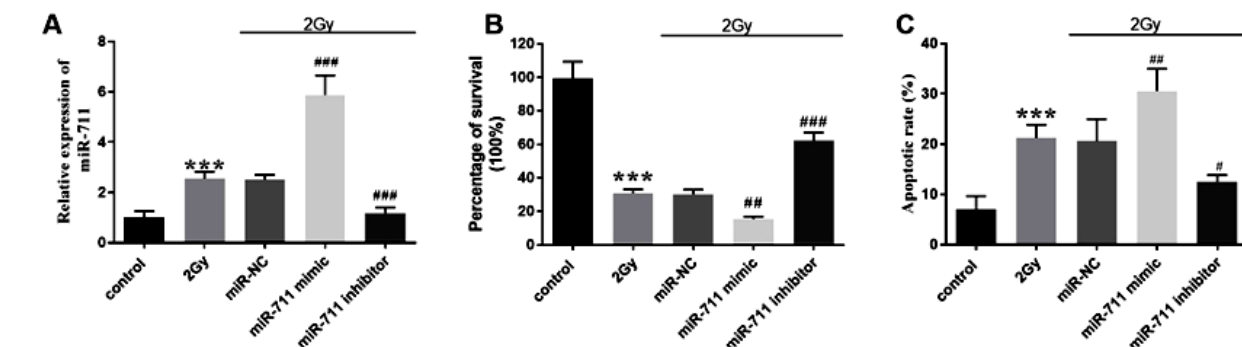 A
2Gy
Relative expression of
miR-711
8
6
4
2
0
***
###
###
control
2Gy
miR-NC
miR-711 mimic
miR-711 inhibitor
B
2Gy
Percentage of survival
(100%)
120
100
80
60
40
20
0
***
##
###
control
2Gy
miR-NC
miR-711 mimic
miR-711 inhibitor
C
2Gy
Apoptotic rate (%)
40
30
20
10
0
***
##
#
control
2Gy
miR-NC
miR-711 mimic
miR-711 inhibitor